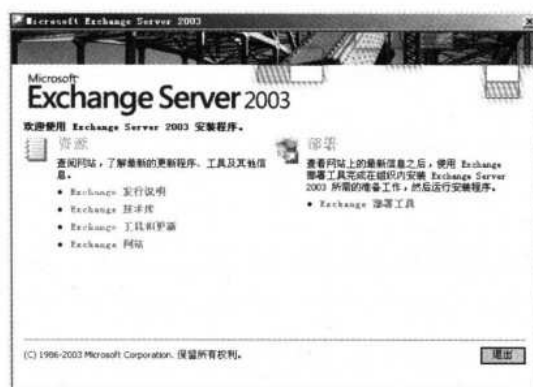 Microsoft Exchange Server 2003
Microsoft
Exchange Server 2003
欢迎使用 Exchange Server 2003 安装程序。
资源
查阅网站，了解最新的更新程序、工具及其他信
息。
• Exchange 发行说明
• Exchange 技术库
• Exchange 工具和更新
• Exchange 网站
部署
查看网站上的最新信息之后，使用 Exchange
部署工具完成在组织内安装 Exchange Server
2003 所需的准备工作，然后运行安装程序。
• Exchange 部署工具
(C) 1986-2003 Microsoft Corporation. 保留所有权利。
退出